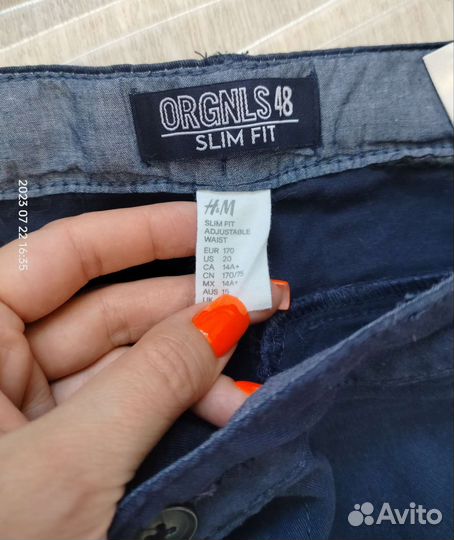 ORGNLS 48
SLIM FIT
H&M
SLIM FIT
ADJUSTABLE
WAIST
EUR 170
US 20
CA 14A+
CN 170/75
MX 14A+
AUS 15
UK
2023 07 22 16:35
Avito